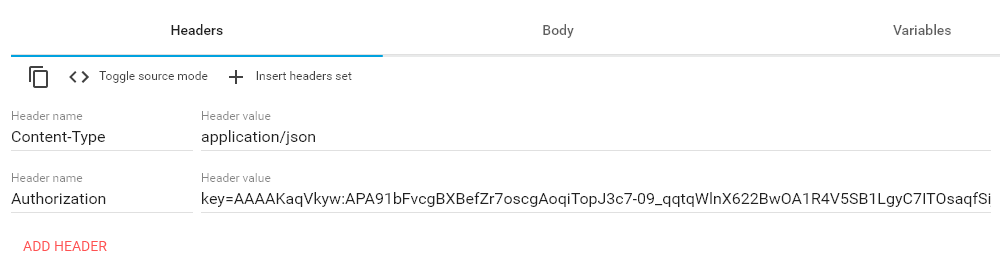 Headers
Body
Variables
Toggle source mode
Insert headers set
Header name
Header value
Content-Type
application/json
Header name
Header value
Authorization
key=AAAAKaqVkyw:APA91bFvcgBXBefZr7oscgAoqiTopJ3c7-09_qqtqWlnX622BwOA1R4V5SB1LgyC7ITOsaqfSi
ADD HEADER